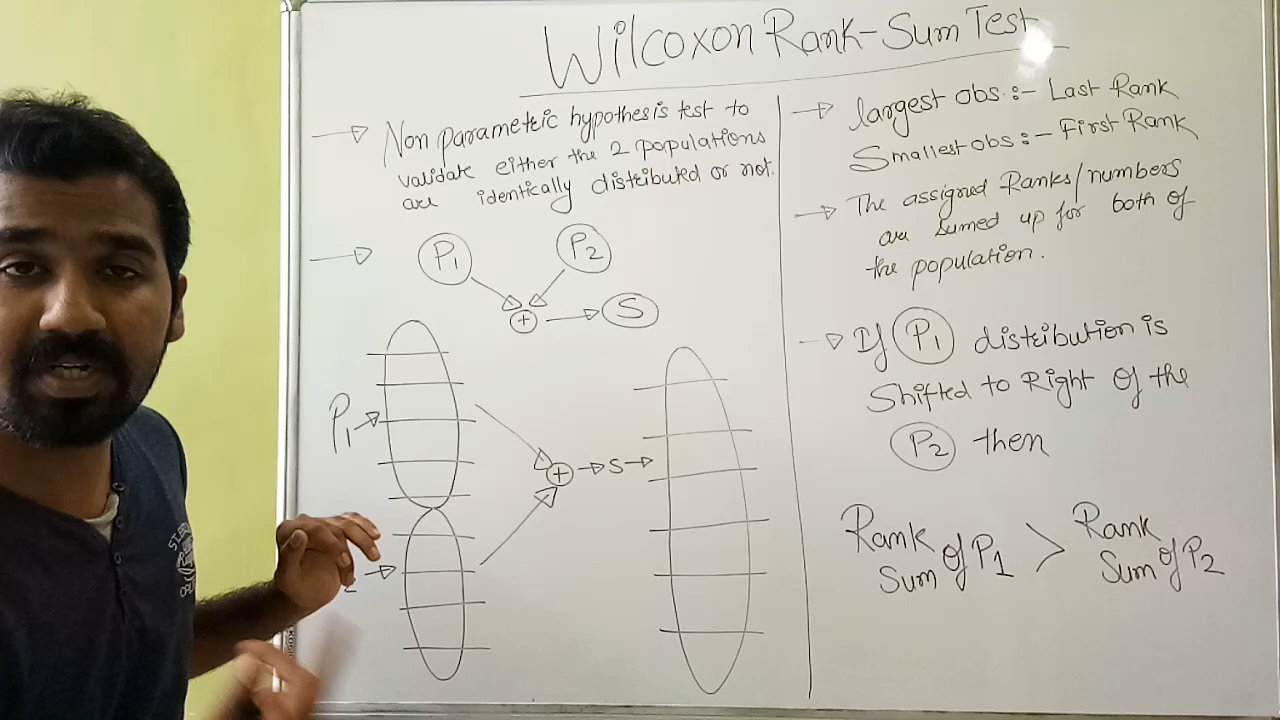 Wilcoxon Rank-Sum Test
Non parametric hypothesis test to
validate either the 2 populations
are identically distributed or not.
P1
P2
+
S
P1
+
S
largest obs :- Last Rank
Smallest obs :- First Rank
The assigned Ranks/numbers
are sumed up for both of
the population.
If P1 distribution is
Shifted to Right of the
P2 then
Rank Sum of P1 > Rank Sum of P2